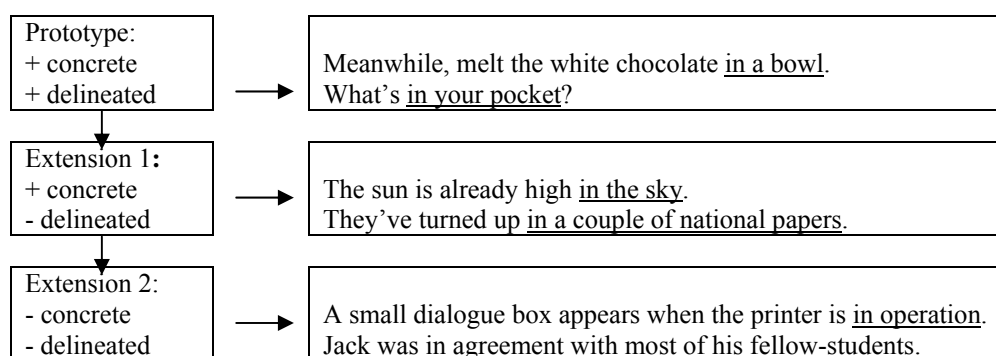 Prototype:
+ concrete
+ delineated
Meanwhile, melt the white chocolate in a bowl.
What's in your pocket?
Extension 1:
+ concrete
- delineated
The sun is already high in the sky.
They've turned up in a couple of national papers.
Extension 2:
- concrete
- delineated
A small dialogue box appears when the printer is in operation.
Jack was in agreement with most of his fellow-students.